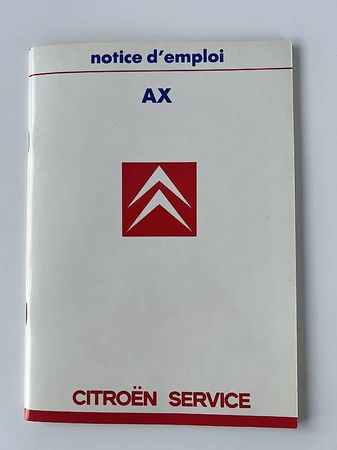 notice d'emploi
AX
CITROËN SERVICE